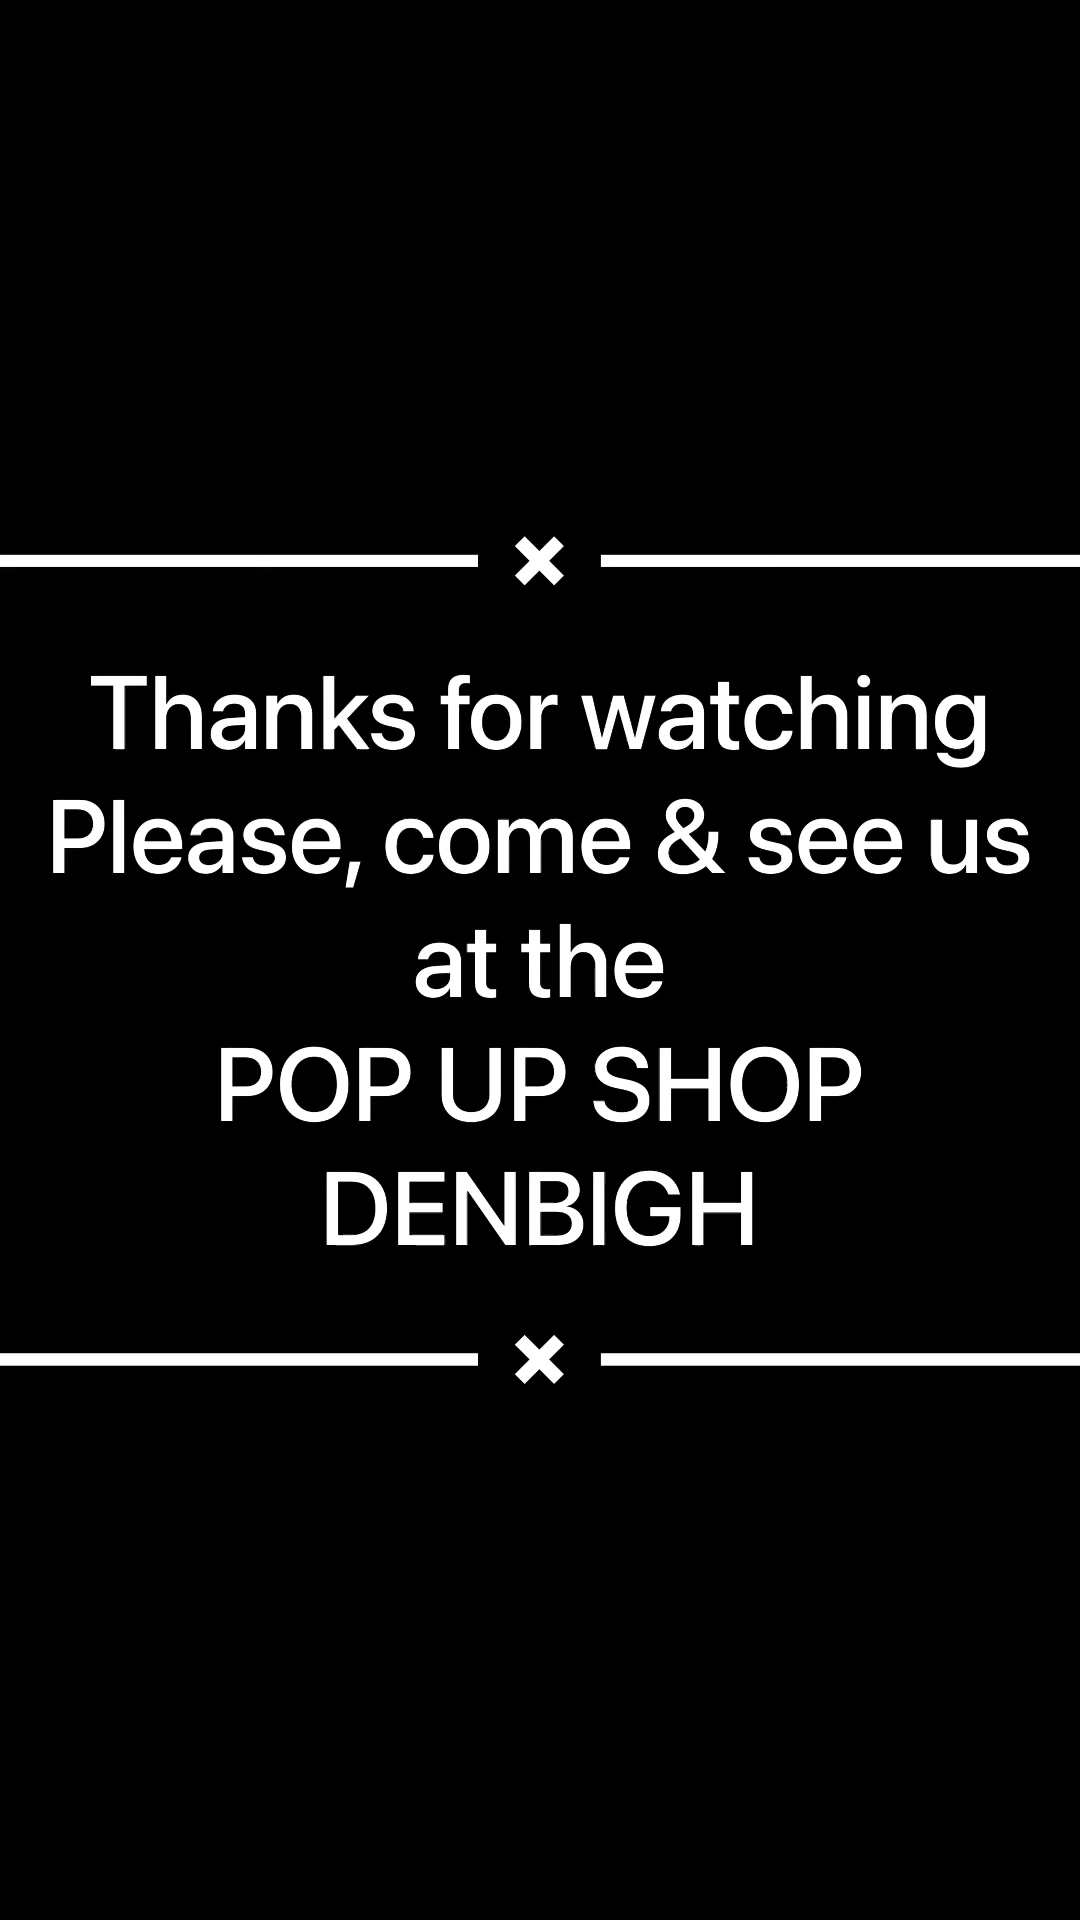 Thanks for watching
Please, come & see us
at the
POP UP SHOP
DENBIGH